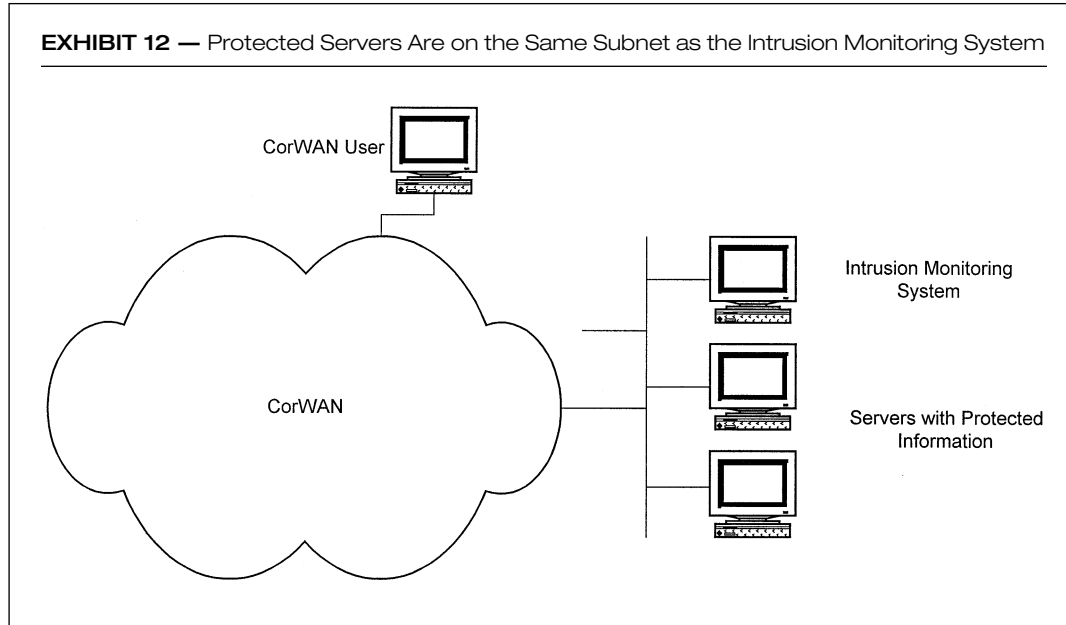 EXHIBIT 12 — Protected Servers Are on the Same Subnet as the Intrusion Monitoring System
CorWAN User
Intrusion Monitoring
System
CorWAN
Servers with Protected
Information